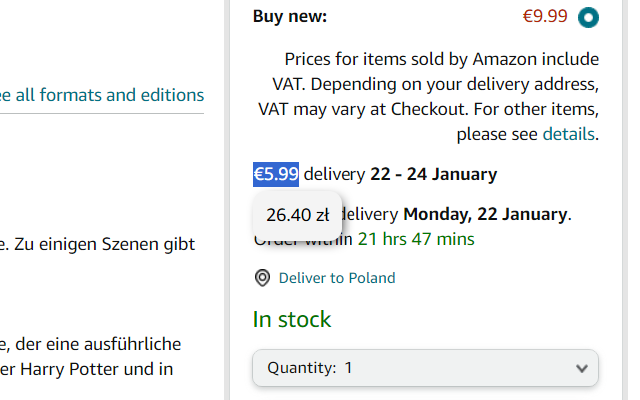 Buy new: €9.99
Prices for items sold by Amazon include
VAT. Depending on your delivery address,
VAT may vary at Checkout. For other items,
please see details.
€5.99 delivery 22 - 24 January
26.40 zł delivery Monday, 22 January.
within 21 hrs 47 mins
Deliver to Poland
In stock
Quantity: 1
all formats and editions
e. Zu einigen Szenen gibt
e, der eine ausführliche
er Harry Potter und in